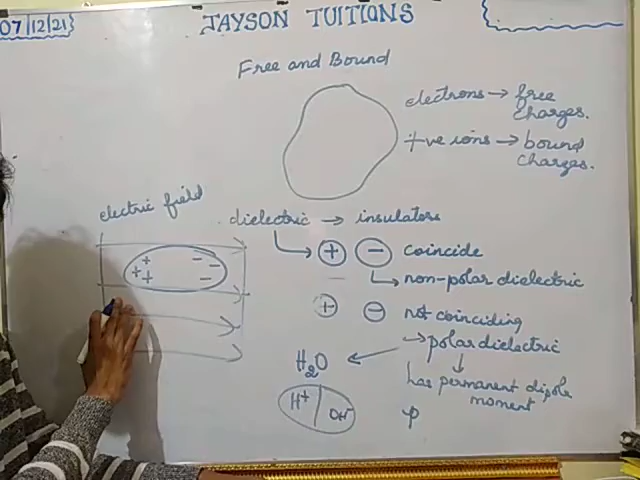 07/12/21
JAYSON TUITIONS
Free and Bound
electrons → free charges.
+ve ions → bound charges.
electric field
dielectric → insulators
+ - coincide
→ non-polar dielectric
+ - not coinciding
→ polar dielectric
H2O
has permanent dipole moment
H+ | OH-
p
+ + + - - -